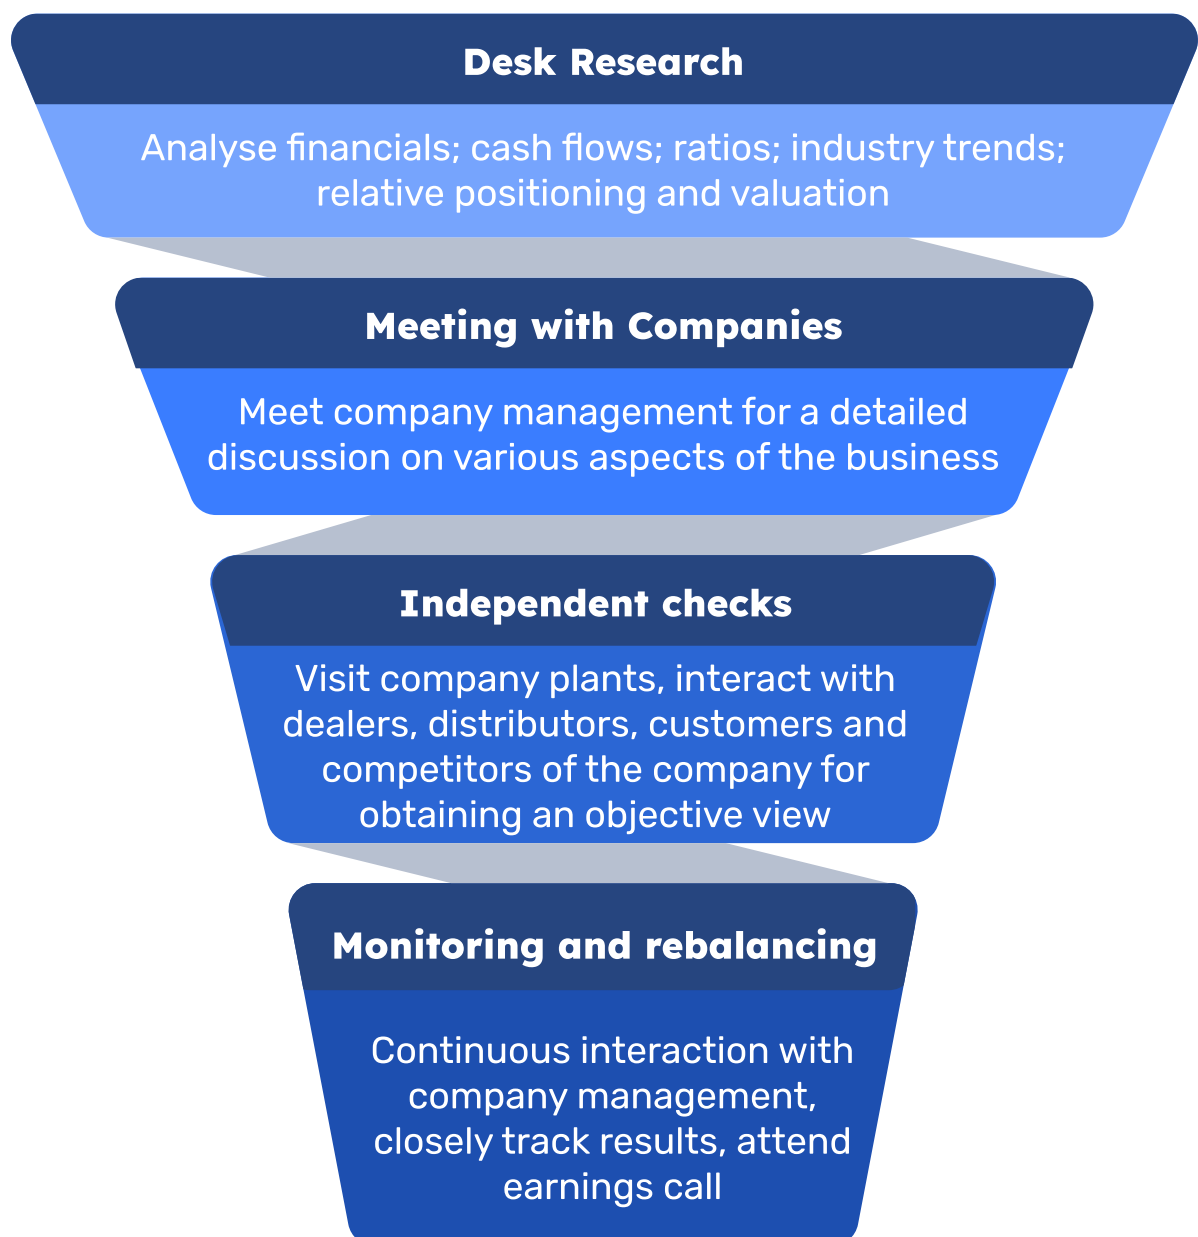 Desk Research
Analyse financials; cash flows; ratios; industry trends;
relative positioning and valuation
Meeting with Companies
Meet company management for a detailed
discussion on various aspects of the business
Independent checks
Visit company plants, interact with
dealers, distributors, customers and
competitors of the company for
obtaining an objective view
Monitoring and rebalancing
Continuous interaction with
company management,
closely track results, attend
earnings call